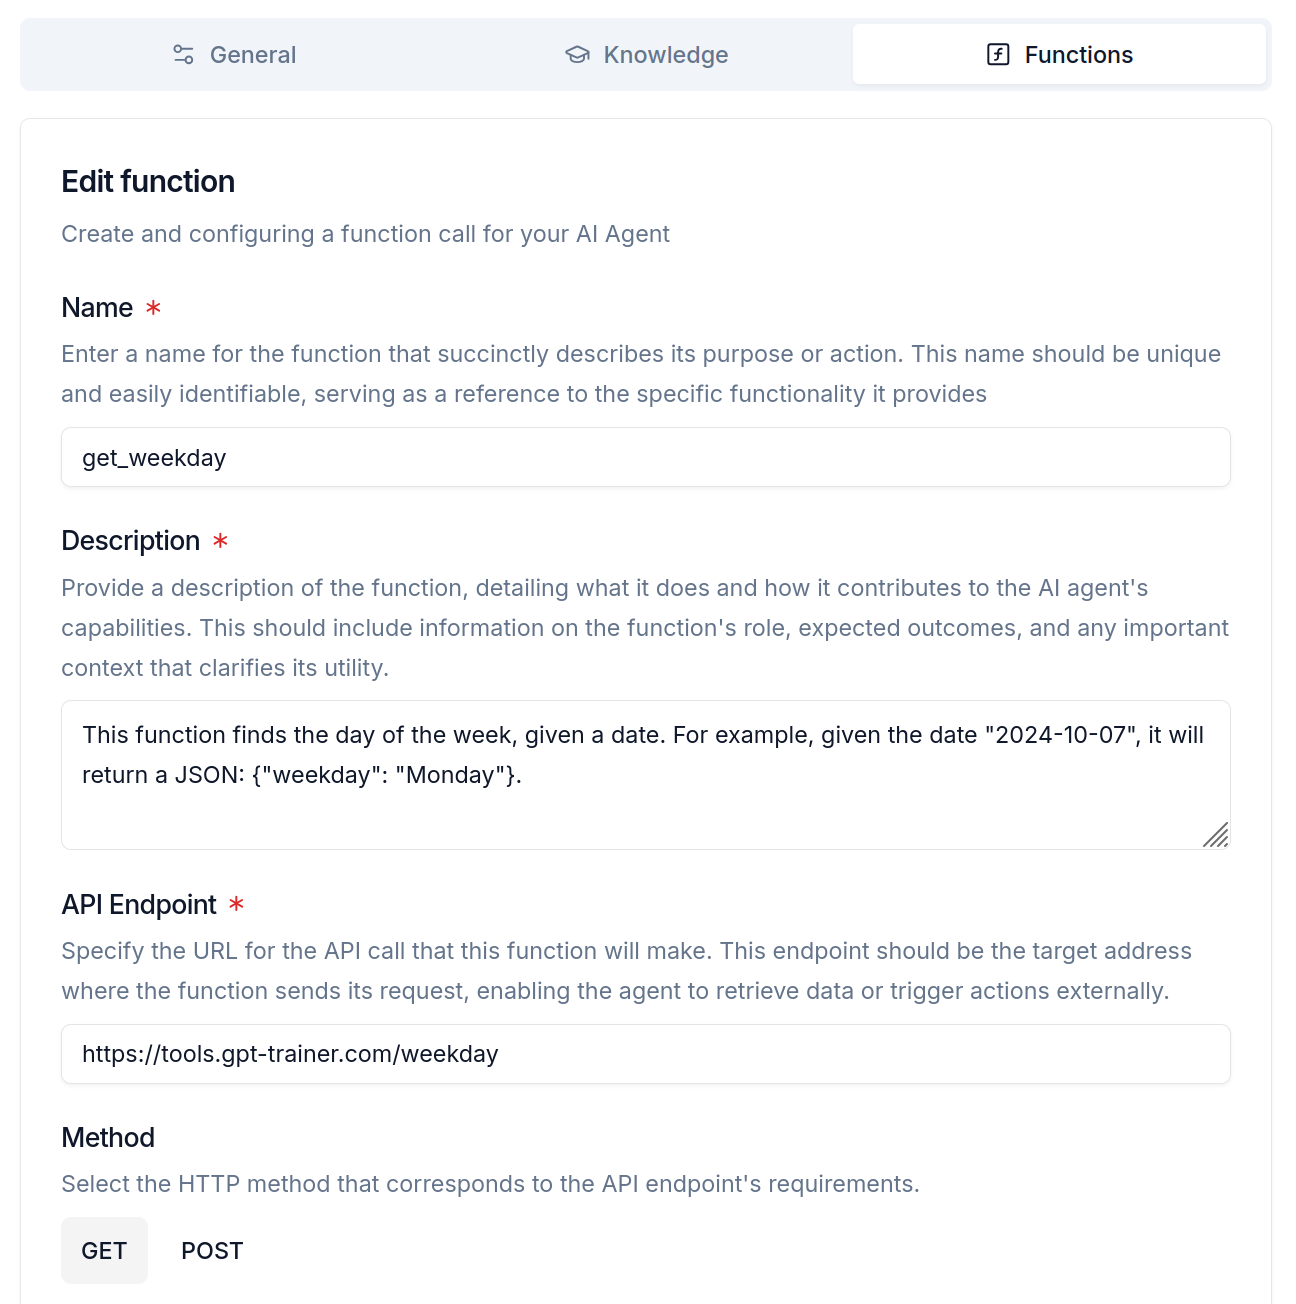 General
Knowledge
Functions
Edit function
Create and configuring a function call for your AI Agent
Name *
Enter a name for the function that succinctly describes its purpose or action. This name should be unique
and easily identifiable, serving as a reference to the specific functionality it provides
get_weekday
Description *
Provide a description of the function, detailing what it does and how it contributes to the AI agent's
capabilities. This should include information on the function's role, expected outcomes, and any important
context that clarifies its utility.
This function finds the day of the week, given a date. For example, given the date "2024-10-07", it will
return a JSON: {"weekday": "Monday"}.
API Endpoint *
Specify the URL for the API call that this function will make. This endpoint should be the target address
where the function sends its request, enabling the agent to retrieve data or trigger actions externally.
https://tools.gpt-trainer.com/weekday
Method
Select the HTTP method that corresponds to the API endpoint's requirements.
GET
POST